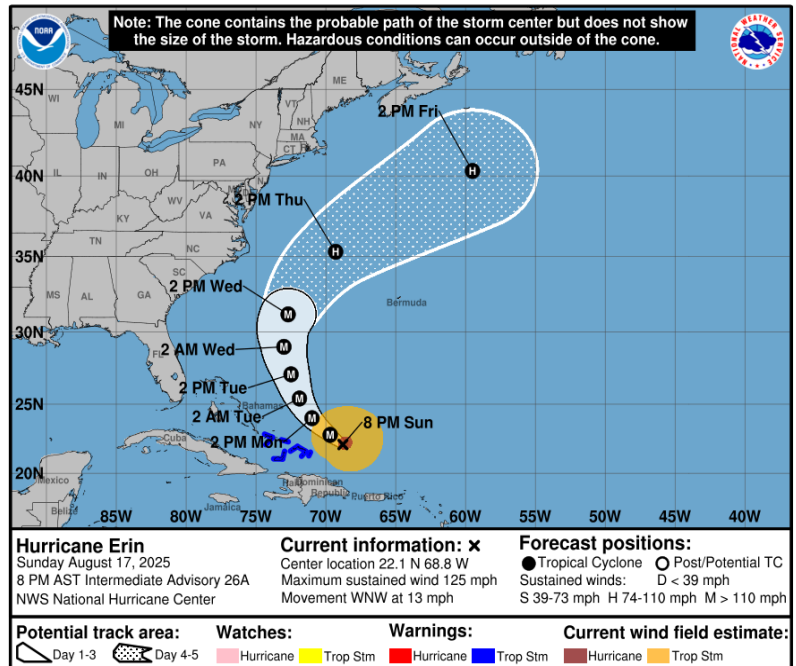 Note: The cone contains the probable path of the storm center but does not show
the size of the storm. Hazardous conditions can occur outside of the cone.
NOAA
NATIONAL WEATHER SERVICE
ME
WI
45N
VT
2 PM Fri
MI
NY
NH
MA
CT
40N
IL
IN
OH
PA
WV
2 PM Thu
KY
VA
H
H
35N
TN
NC
SC
MS
AL
GA
2 PM Wed
Bermuda
M
30N
2 AM Wed
M
FL
2 PM Tue
M
25N
Bahamas
M
2 AM Tue
M
8 PM Sun
Cuba
2 PM Mon
M
20N
Mexico
Haiti
Dominican
Republic
Puerto Rico
Jamaica
Belize
85W 80W 75W 70W 65W 60W 55W 50W 45W 40W
Hurricane Erin
Sunday August 17, 2025
8 PM AST Intermediate Advisory 26A
NWS National Hurricane Center
Current information: ×
Center location 22.1 N 68.8 W
Maximum sustained wind 125 mph
Movement WNW at 13 mph
Forecast positions:
Tropical Cyclone Post/Potential TC
Sustained winds: D < 39 mph
S 39-73 mph H 74-110 mph M > 110 mph
Potential track area:
Day 1-3 Day 4-5
Watches:
Hurricane Trop Stm
Warnings:
Hurricane Trop Stm
Current wind field estimate:
Hurricane Trop Stm